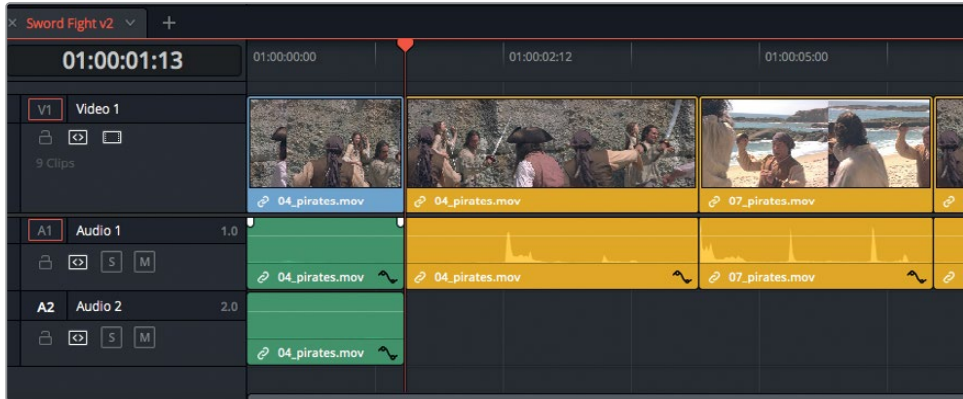 × Sword Fight v2 +
01:00:01:13
01:00:00:00 01:00:02:12 01:00:05:00
V1 Video 1
9 Clips
04_pirates.mov 04_pirates.mov 07_pirates.mov
A1 Audio 1 1.0
S M
04_pirates.mov 04_pirates.mov 07_pirates.mov
A2 Audio 2 2.0
S M
04_pirates.mov